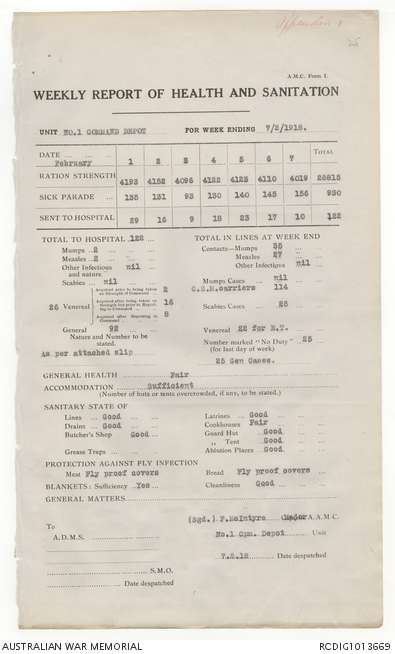 Appendix 1
A.M.C. Form 1.
WEEKLY REPORT OF HEALTH AND SANITATION
UNIT NO.1 COMMAND DEPOT FOR WEEK ENDING 7/2/1918.
DATE February 1 2 3 4 5 6 7 TOTAL
RATION STRENGTH 4193 4152 4096 4122 4123 4110 4019 28815
SICK PARADE 135 131 93 130 140 145 156 930
SENT TO HOSPITAL 29 16 9 18 23 17 10 122
TOTAL TO HOSPITAL 122
Mumps 2
Measles 2
Other Infectious nil
and nature.
Scabies nil
26 Venereal
2
16
8
General 92
Nature and Number to be
stated.
As per attached slip
TOTAL IN LINES AT WEEK END
Contacts—Mumps 35
Measles 27
Other Infectious nil
Mumps Cases nil
C.S.M.carriers 114
Scabies Cases 25
Venereal 22 for E.T.
Number marked "No Duty" 25
(for last day of week)
25 Gen Cases.
GENERAL HEALTH Fair
ACCOMMODATION Sufficient
(Number of huts or tents overcrowded, if any, to be stated.)
SANITARY STATE OF
Lines Good
Drains Good
Butcher's Shop Good
Grease Traps
Latrines Good
Cookhouses Fair
Guard Hut Good
„ Tent Good
Ablution Places Good
PROTECTION AGAINST FLY INFECTION
Meat Fly proof covers Bread Fly proof covers
BLANKETS: Sufficiency Yes Cleanliness Good
GENERAL MATTERS
(Sgd.) F.McIntyre Major A.A.M.C.
To
A.D.M.S.
No.1 Com. Depot Unit
7.2.18 Date despatched
S.M.O.
Date despatched
AUSTRALIAN WAR MEMORIAL RCDIG1013669